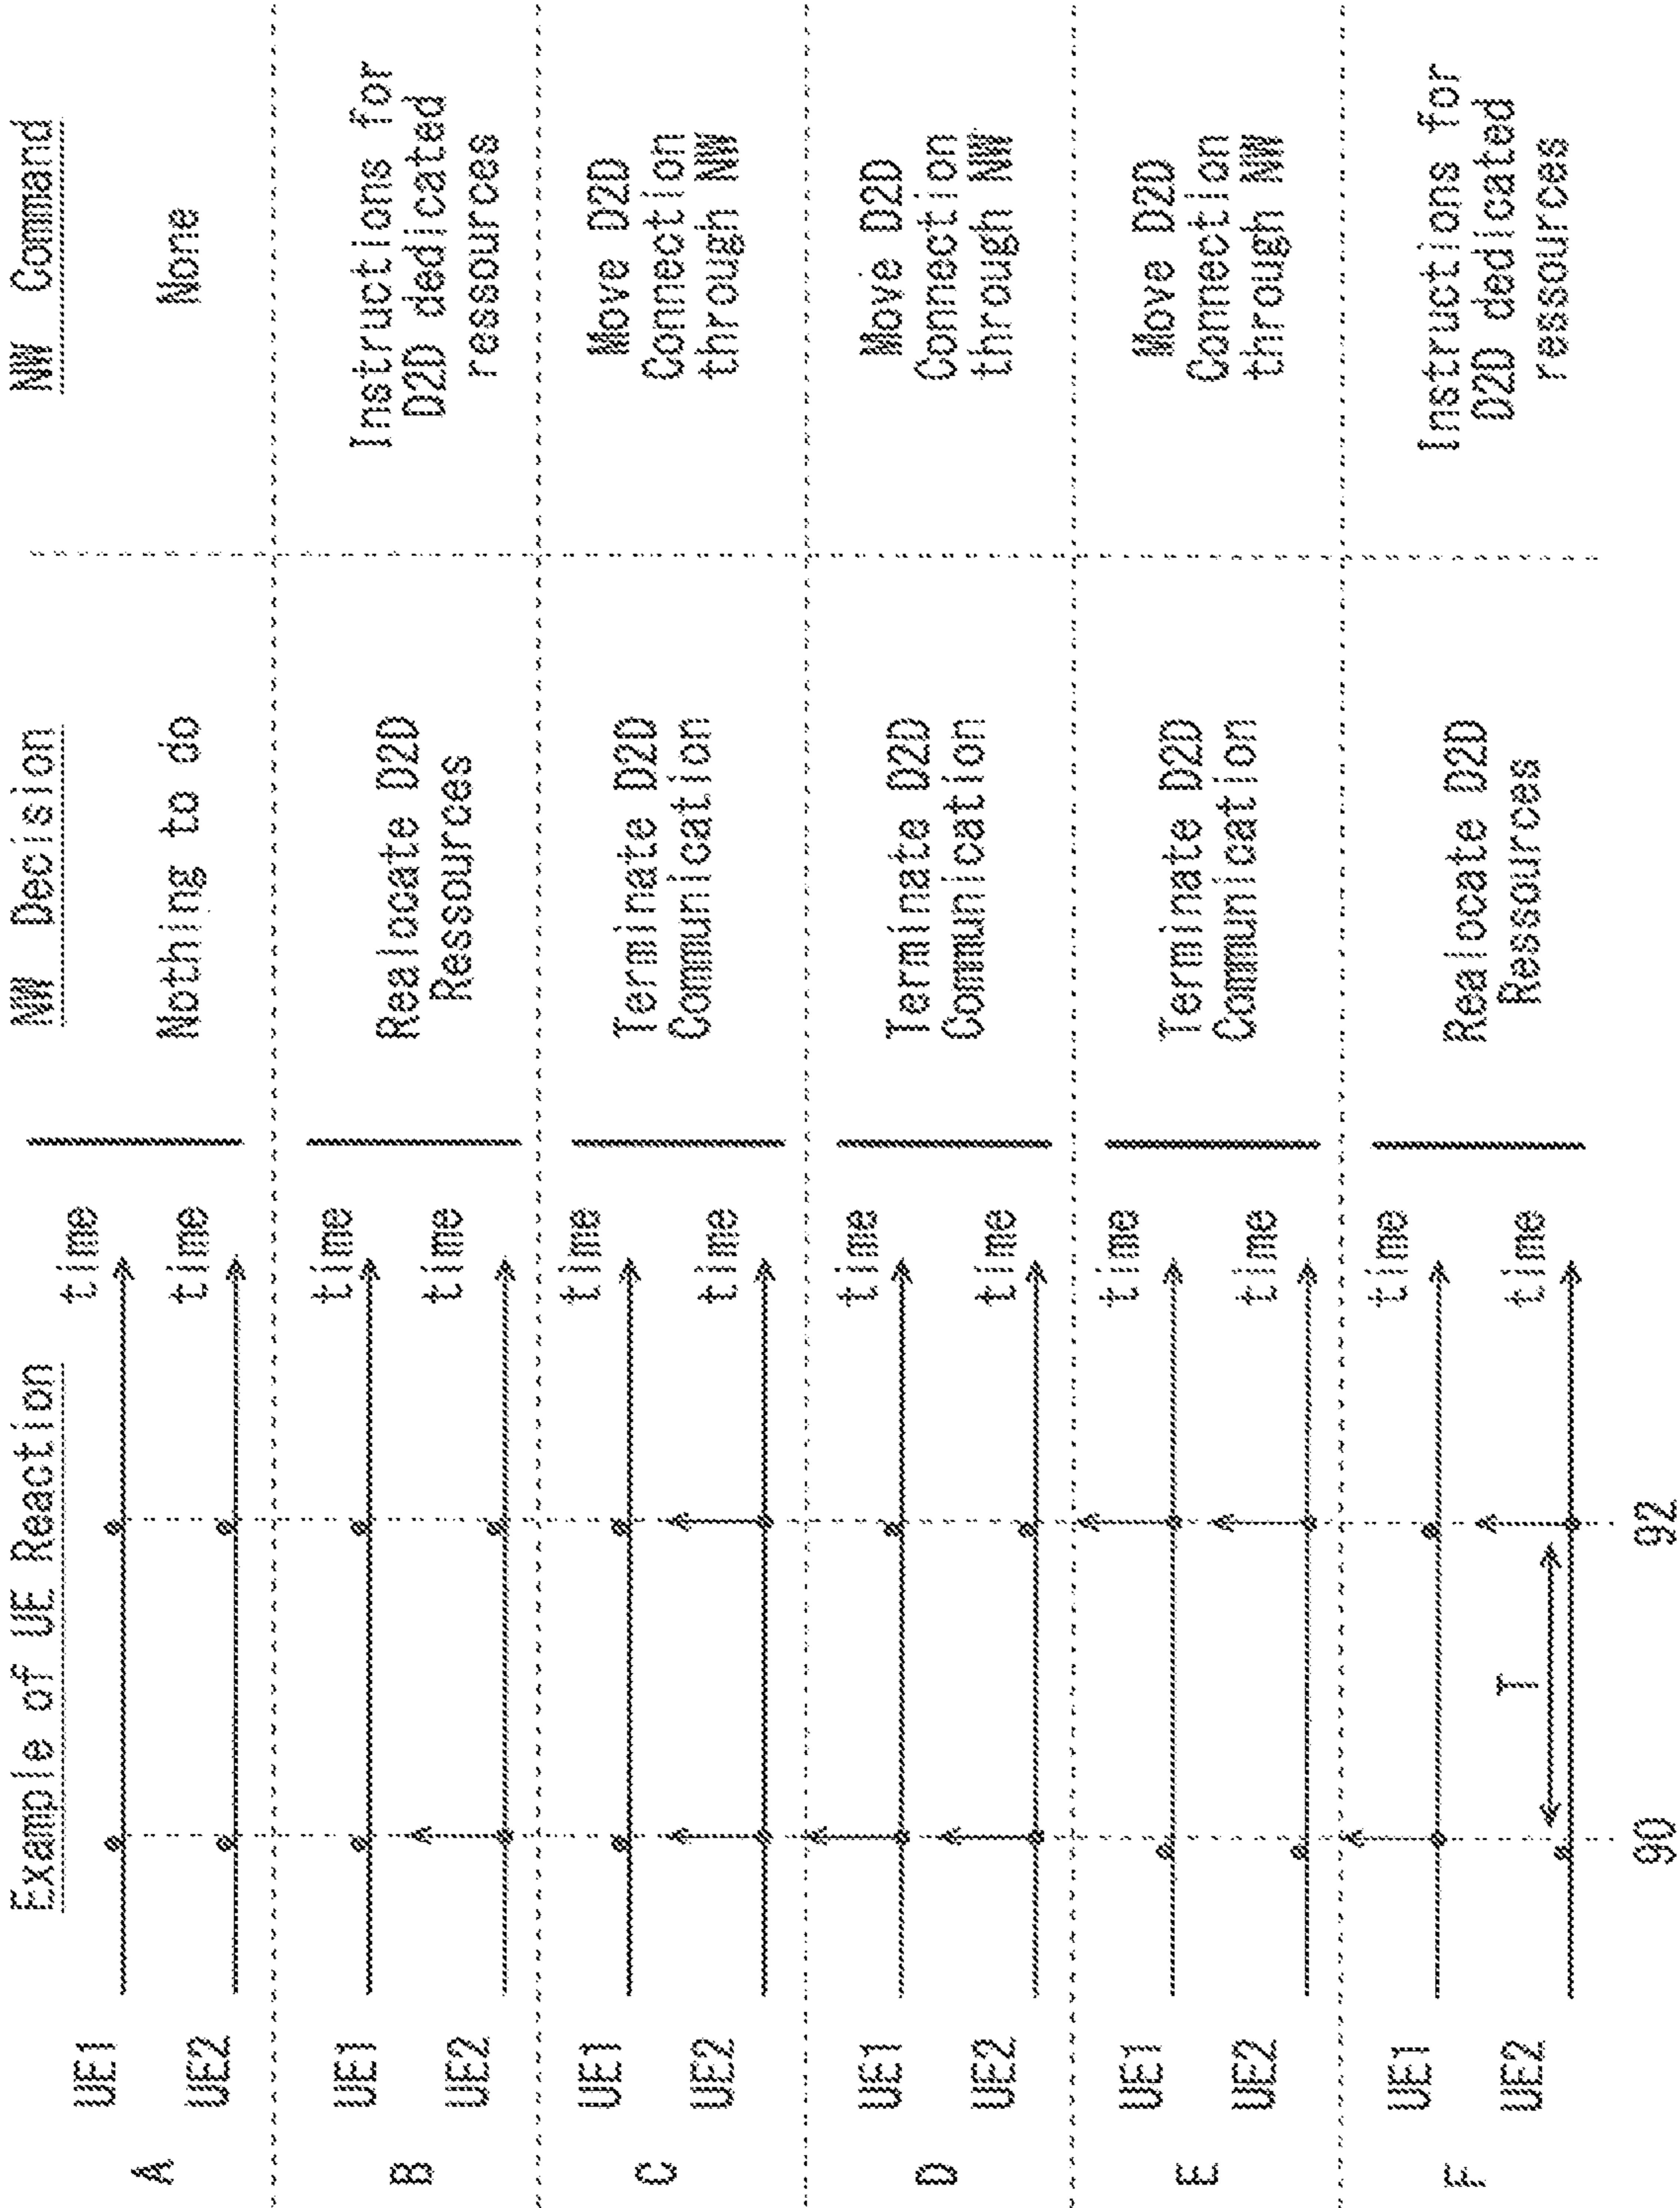 Example of UE Reaction
NW Decision
NW Command
A
UE1
time
UE2
time
Nothing to do
None
B
UE1
time
UE2
time
Realocate D2D
Ressources
Instructions for
D2D dedicated
ressources
C
UE1
time
UE2
time
Terminate D2D
Communication
Move D2D
Connection
through NW
D
UE1
time
UE2
time
Terminate D2D
Communication
Move D2D
Connection
through NW
E
UE1
time
UE2
time
Terminate D2D
Communication
Move D2D
Connection
through NW
F
UE1
time
UE2
T
time
Realocate D2D
Ressources
Instructions for
D2D dedicated
ressources
90
92